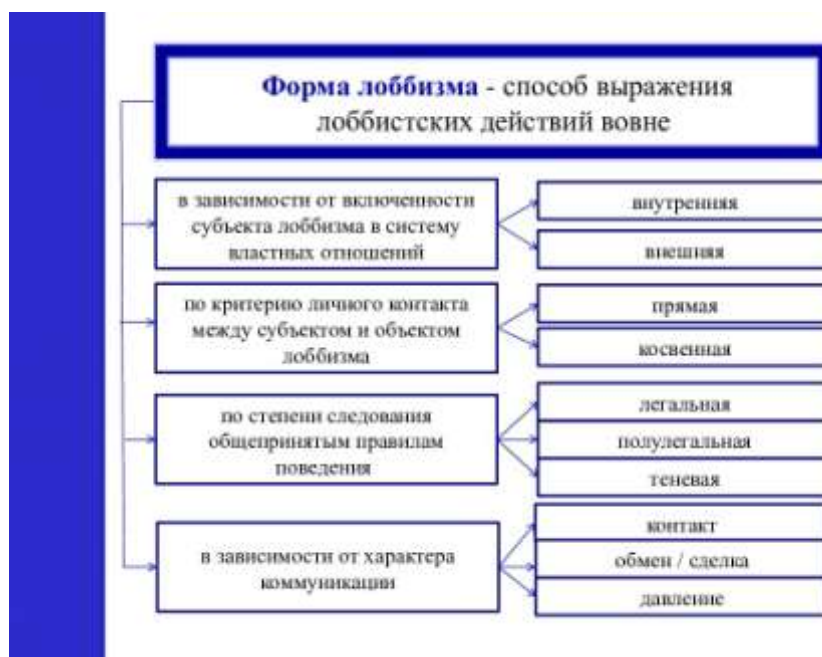 Форма лоббизма - способ выражения
лоббистских действий вовне
в зависимости от включенности
субъекта лоббизма в систему
властных отношений
внутренняя
внешняя
по критерию личного контакта
между субъектом и объектом
лоббизма
прямая
косвенная
по степени следования
общепринятым правилам
поведения
легальная
полулегальная
теневая
в зависимости от характера
коммуникации
контакт
обмен / сделка
давление